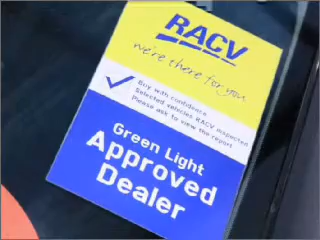 RACV
we're there for you
Buy with confidence
Selected vehicles RACV inspected
Please ask to view the report
Green Light
Approved
Dealer